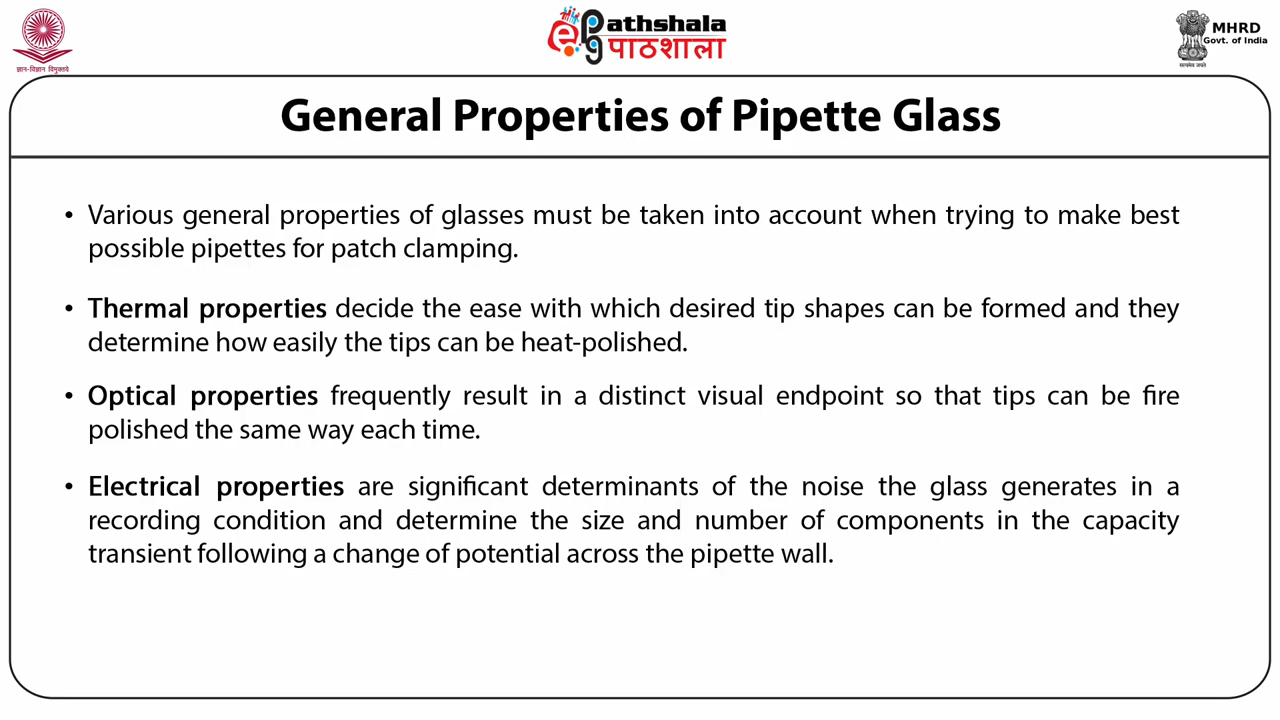 ज्ञान-विज्ञान विमुक्तये
ePathshala
पाठशाला
MHRD
Govt. of India
सत्यमेव जयते
General Properties of Pipette Glass
• Various general properties of glasses must be taken into account when trying to make best
possible pipettes for patch clamping.
• Thermal properties decide the ease with which desired tip shapes can be formed and they
determine how easily the tips can be heat-polished.
• Optical properties frequently result in a distinct visual endpoint so that tips can be fire
polished the same way each time.
• Electrical properties are significant determinants of the noise the glass generates in a
recording condition and determine the size and number of components in the capacity
transient following a change of potential across the pipette wall.